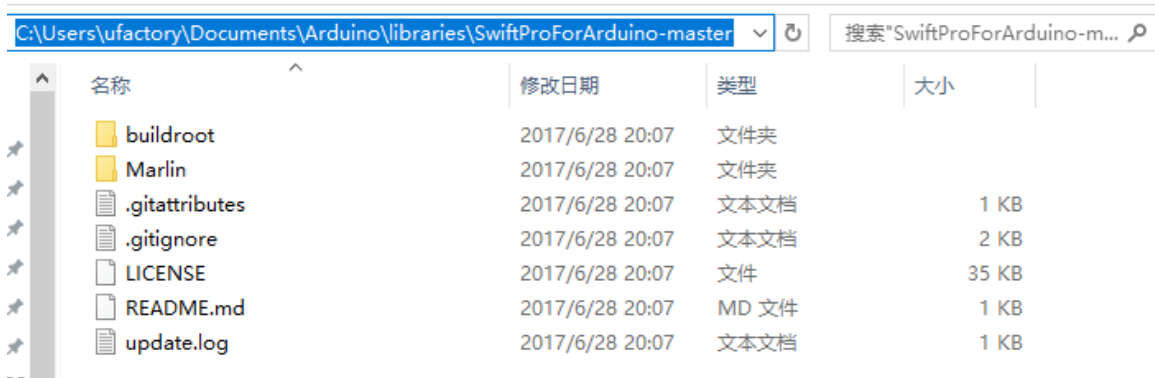 C:\Users\ufactory\Documents\Arduino\libraries\SwiftProForArduino-master 搜索"SwiftProForArduino-m...
名称 修改日期 类型 大小
buildroot 2017/6/28 20:07 文件夹
Marlin 2017/6/28 20:07 文件夹
.gitattributes 2017/6/28 20:07 文本文档 1 KB
.gitignore 2017/6/28 20:07 文本文档 2 KB
LICENSE 2017/6/28 20:07 文件 35 KB
README.md 2017/6/28 20:07 MD 文件 1 KB
update.log 2017/6/28 20:07 文本文档 1 KB